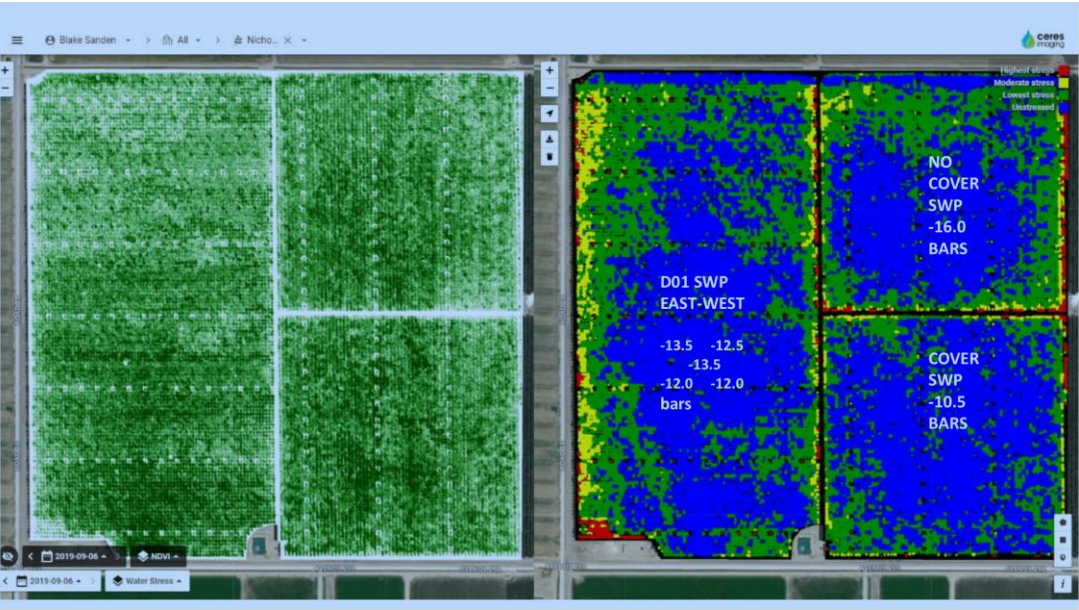 Blake Sanden
All
Nicho...
ceres
imaging
Highest stress
Moderate stress
Lowest stress
Unstressed
NO
COVER
SWP
-16.0
BARS
D01 SWP
EAST-WEST
-13.5 -12.5
-13.5
-12.0 -12.0
bars
COVER
SWP
-10.5
BARS
2019-09-06
NDVI
2019-09-06
Water Stress